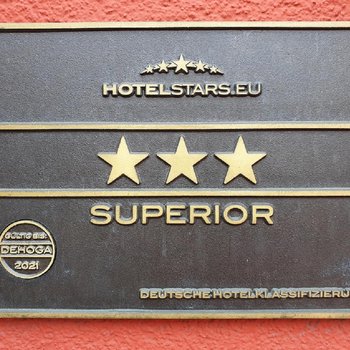 HOTELSTARS.EU
SUPERIOR
GÜLTIG BIS:
DEHOGA
2021
DEUTSCHE HOTELKLASSIFIZIERU